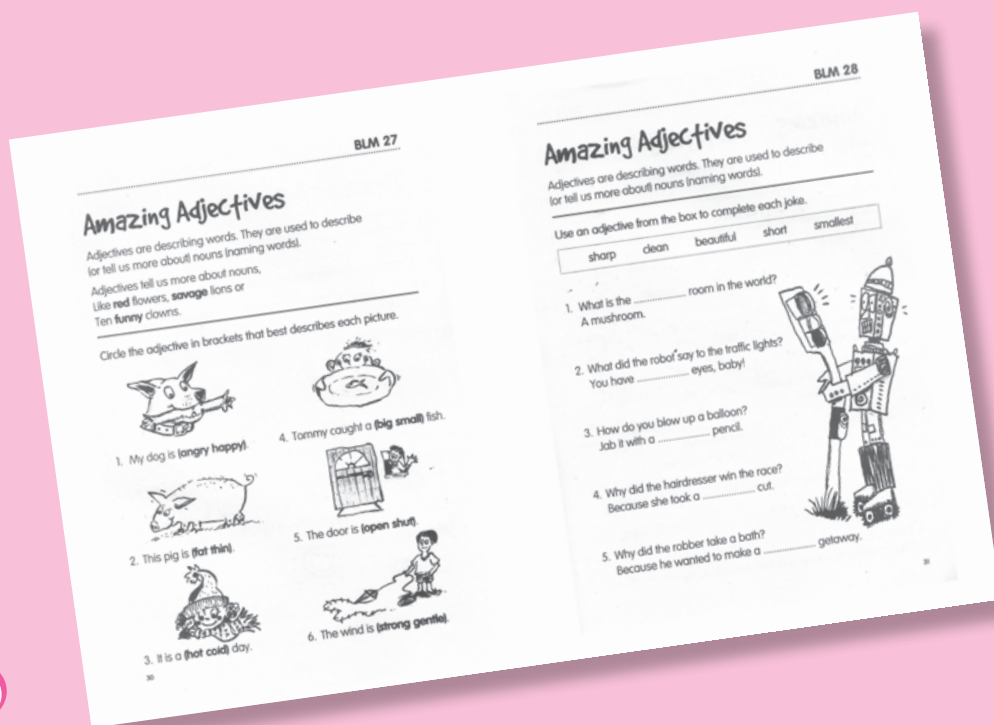 BLM 27
Amazing Adjectives
Adjectives are describing words. They are used to describe
(or tell us more about) nouns (naming words).
Adjectives tell us more about nouns,
Like red flowers, savage lions or
Ten funny clowns.
Circle the adjective in brackets that best describes each picture.
1. My dog is (angry happy).
2. This pig is (fat thin).
3. It is a (hot cold) day.
4. Tommy caught a (big small) fish.
5. The door is (open shut).
6. The wind is (strong gentle).
30
BLM 28
Amazing Adjectives
Adjectives are describing words. They are used to describe
(or tell us more about) nouns (naming words).
Use an adjective from the box to complete each joke.
sharp clean beautiful short smallest
1. What is the .................... room in the world?
A mushroom.
2. What did the robot say to the traffic lights?
You have .................... eyes, baby!
3. How do you blow up a balloon?
Jab it with a .................... pencil.
4. Why did the hairdresser win the race?
Because she took a .................... cut.
5. Why did the robber take a bath?
Because he wanted to make a .................... getaway.
31